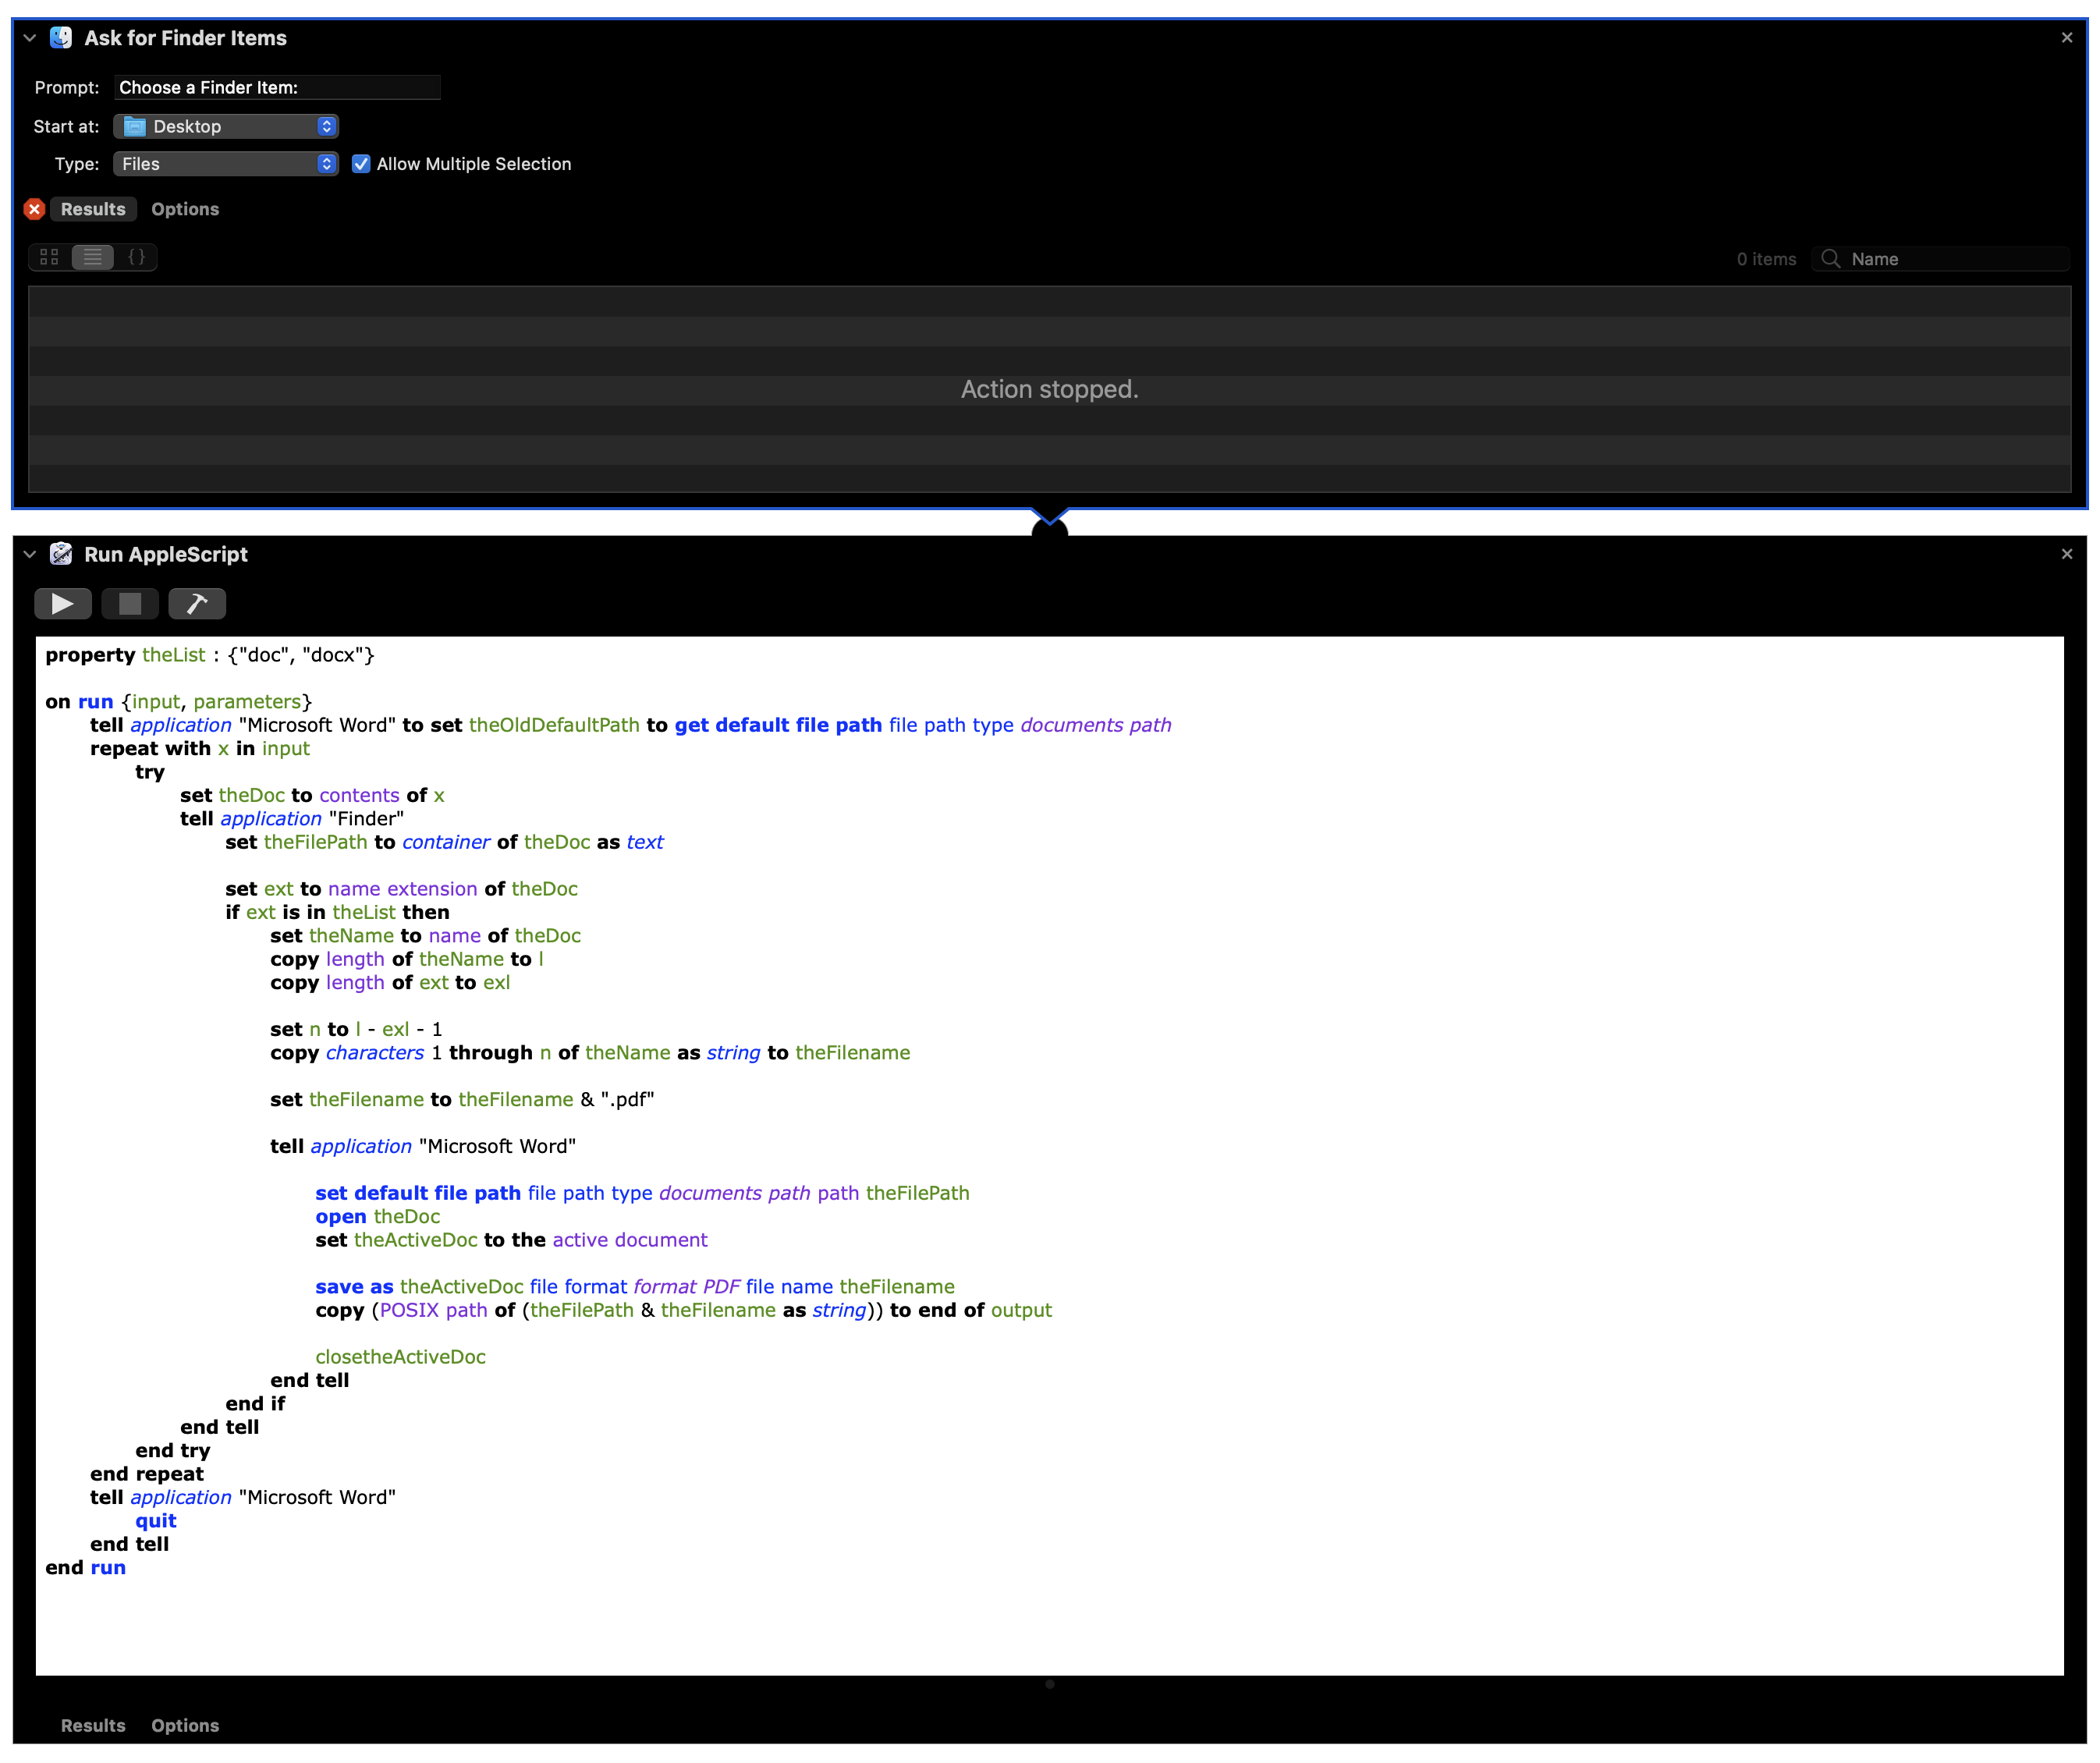 Ask for Finder Items
Prompt: Choose a Finder Item:
Start at: Desktop
Type: Files Allow Multiple Selection
Results Options
0 items Name
Action stopped.
Run AppleScript
property theList : {"doc", "docx"}
on run {input, parameters}
tell application "Microsoft Word" to set theOldDefaultPath to get default file path file path type documents path
repeat with x in input
try
set theDoc to contents of x
tell application "Finder"
set theFilePath to container of theDoc as text
set ext to name extension of theDoc
if ext is in theList then
set theName to name of theDoc
copy length of theName to l
copy length of ext to exl
set n to l - exl - 1
copy characters 1 through n of theName as string to theFilename
set theFilename to theFilename & ".pdf"
tell application "Microsoft Word"
set default file path file path type documents path path theFilePath
open theDoc
set theActiveDoc to the active document
save as theActiveDoc file format format PDF file name theFilename
copy (POSIX path of (theFilePath & theFilename as string)) to end of output
closetheActiveDoc
end tell
end if
end tell
end try
end repeat
tell application "Microsoft Word"
quit
end tell
end run
Results Options